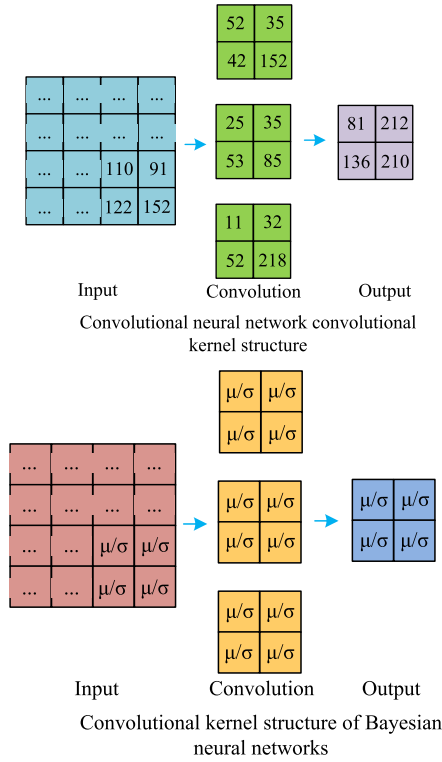 52 35
42 152
... ... ... ...
... ... ... ...
... ... 110 91
... ... 122 152
25 35
53 85
81 212
136 210
11 32
52 218
Input Convolution Output
Convolutional neural network convolutional
kernel structure
μ/σ μ/σ
μ/σ μ/σ
... ... ... ...
... ... ... ...
... ... μ/σ μ/σ
... ... μ/σ μ/σ
μ/σ μ/σ
μ/σ μ/σ
μ/σ μ/σ
μ/σ μ/σ
μ/σ μ/σ
μ/σ μ/σ
Input Convolution Output
Convolutional kernel structure of Bayesian
neural networks